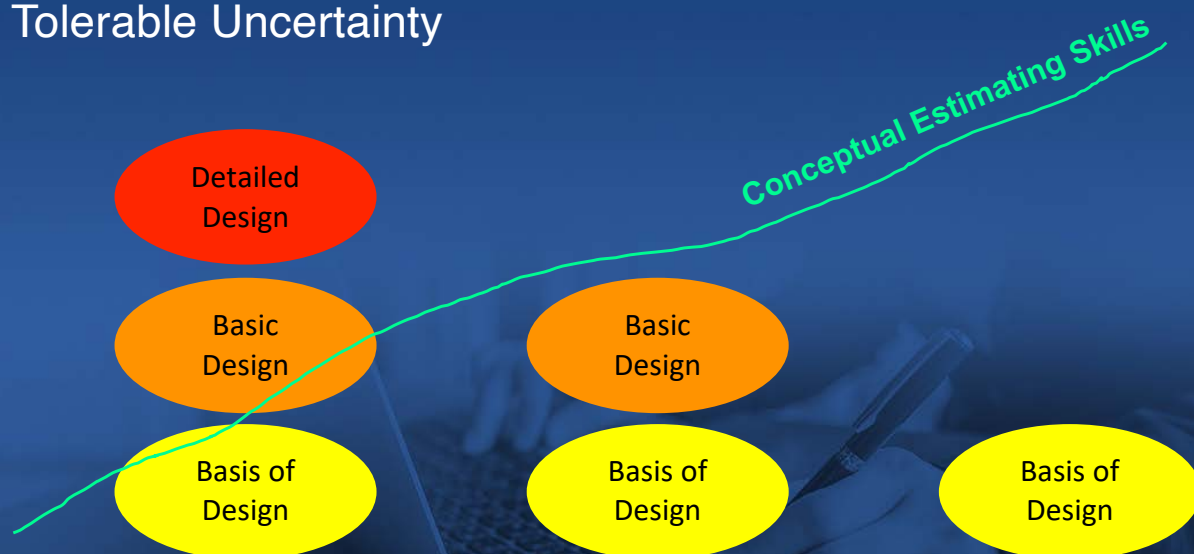 Tolerable Uncertainty
Conceptual Estimating Skills
Detailed
Design
Basic
Design
Basic
Design
Basis of
Design
Basis of
Design
Basis of
Design